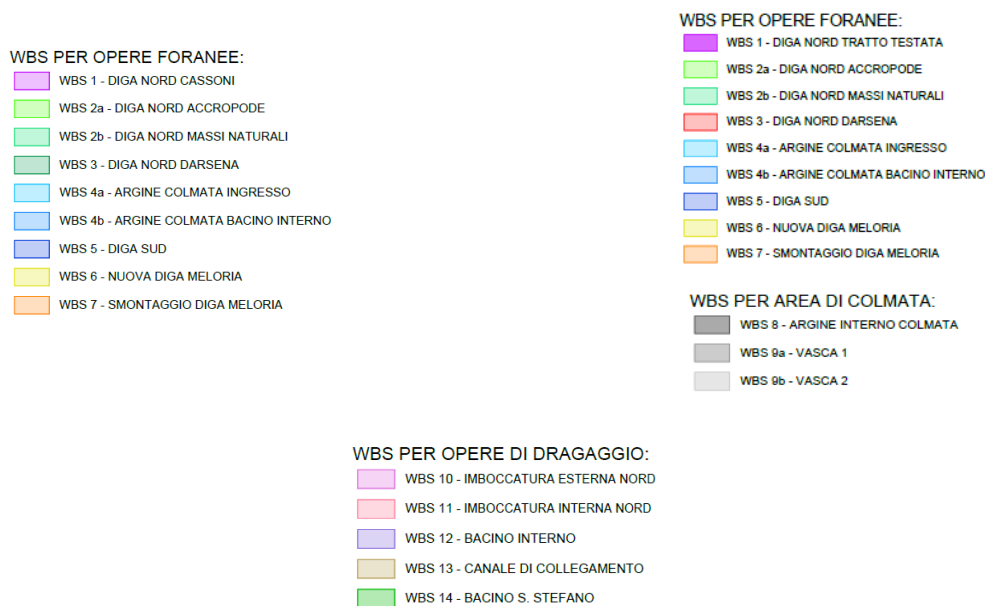 WBS PER OPERE FORANEE:
WBS 1 - DIGA NORD CASSONI
WBS 2a - DIGA NORD ACCROPODE
WBS 2b - DIGA NORD MASSI NATURALI
WBS 3 - DIGA NORD DARSENA
WBS 4a - ARGINE COLMATA INGRESSO
WBS 4b - ARGINE COLMATA BACINO INTERNO
WBS 5 - DIGA SUD
WBS 6 - NUOVA DIGA MELORIA
WBS 7 - SMONTAGGIO DIGA MELORIA
WBS PER OPERE FORANEE:
WBS 1 - DIGA NORD TRATTO TESTATA
WBS 2a - DIGA NORD ACCROPODE
WBS 2b - DIGA NORD MASSI NATURALI
WBS 3 - DIGA NORD DARSENA
WBS 4a - ARGINE COLMATA INGRESSO
WBS 4b - ARGINE COLMATA BACINO INTERNO
WBS 5 - DIGA SUD
WBS 6 - NUOVA DIGA MELORIA
WBS 7 - SMONTAGGIO DIGA MELORIA
WBS PER AREA DI COLMATA:
WBS 8 - ARGINE INTERNO COLMATA
WBS 9a - VASCA 1
WBS 9b - VASCA 2
WBS PER OPERE DI DRAGAGGIO:
WBS 10 - IMBOCCATURA ESTERNA NORD
WBS 11 - IMBOCCATURA INTERNA NORD
WBS 12 - BACINO INTERNO
WBS 13 - CANALE DI COLLEGAMENTO
WBS 14 - BACINO S. STEFANO